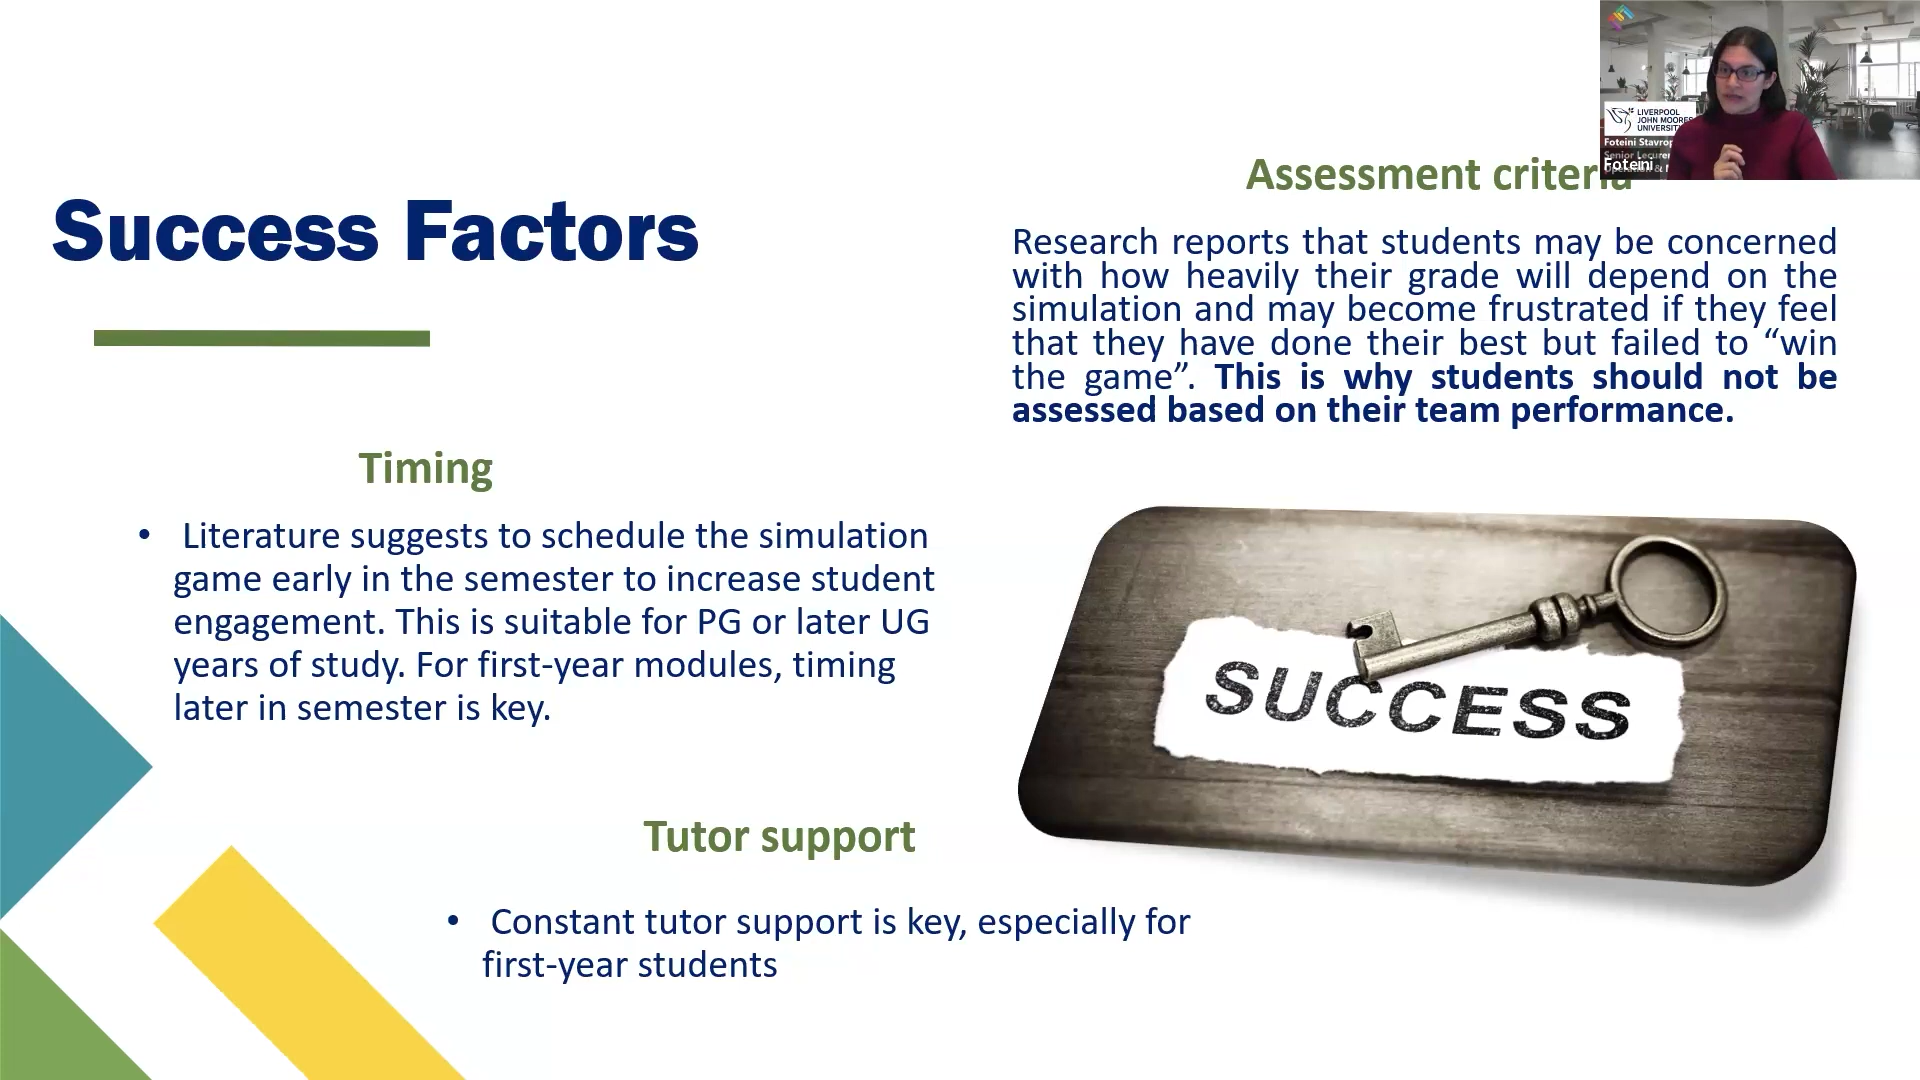 Success Factors
Timing
Literature suggests to schedule the simulation
game early in the semester to increase student
engagement. This is suitable for PG or later UG
years of study. For first-year modules, timing
later in semester is key.
Tutor support
Constant tutor support is key, especially for
first-year students
Assessment criteria
Research reports that students may be concerned
with how heavily their grade will depend on the
simulation and may become frustrated if they feel
that they have done their best but failed to “win
the game”. This is why students should not be
assessed based on their team performance.
SUCCESS
LIVERPOOL
JOHN MOORES
UNIVERSITY
Foteini
Senior
Foteini